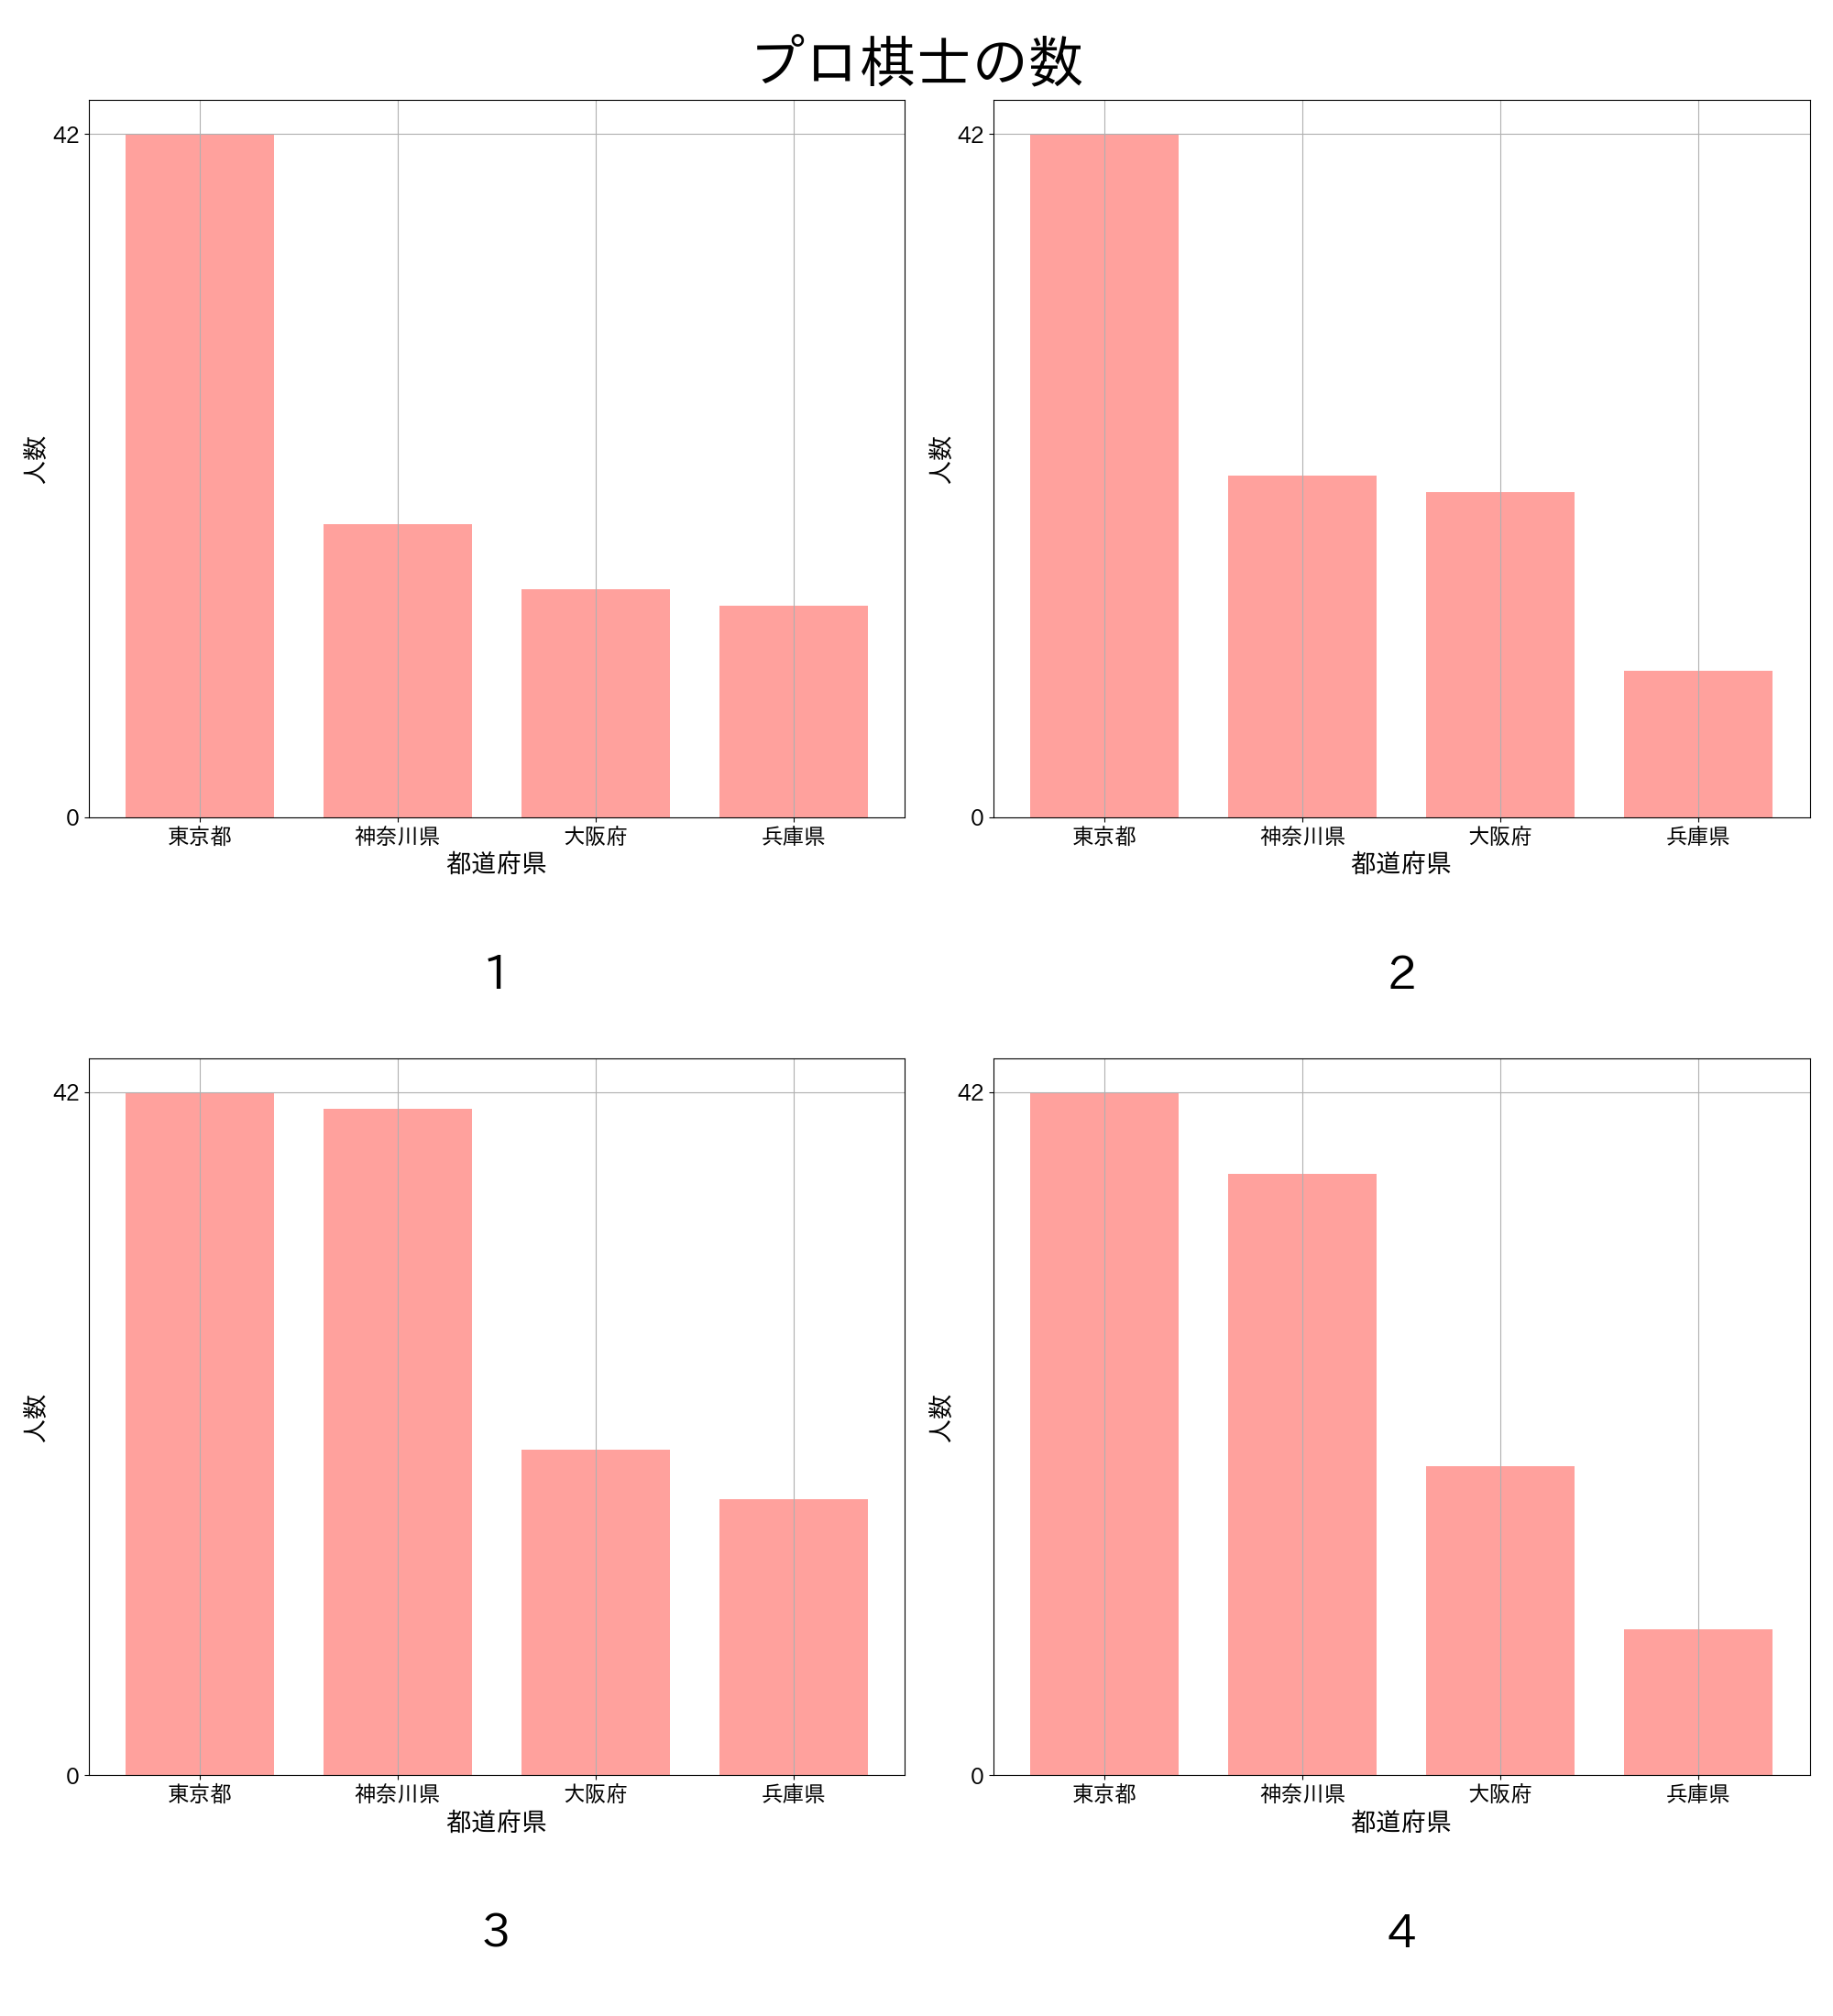 プロ棋士の数
42
人数
0
東京都 神奈川県 大阪府 兵庫県
都道府県
1
42
人数
0
東京都 神奈川県 大阪府 兵庫県
都道府県
2
42
人数
0
東京都 神奈川県 大阪府 兵庫県
都道府県
3
42
人数
0
東京都 神奈川県 大阪府 兵庫県
都道府県
4